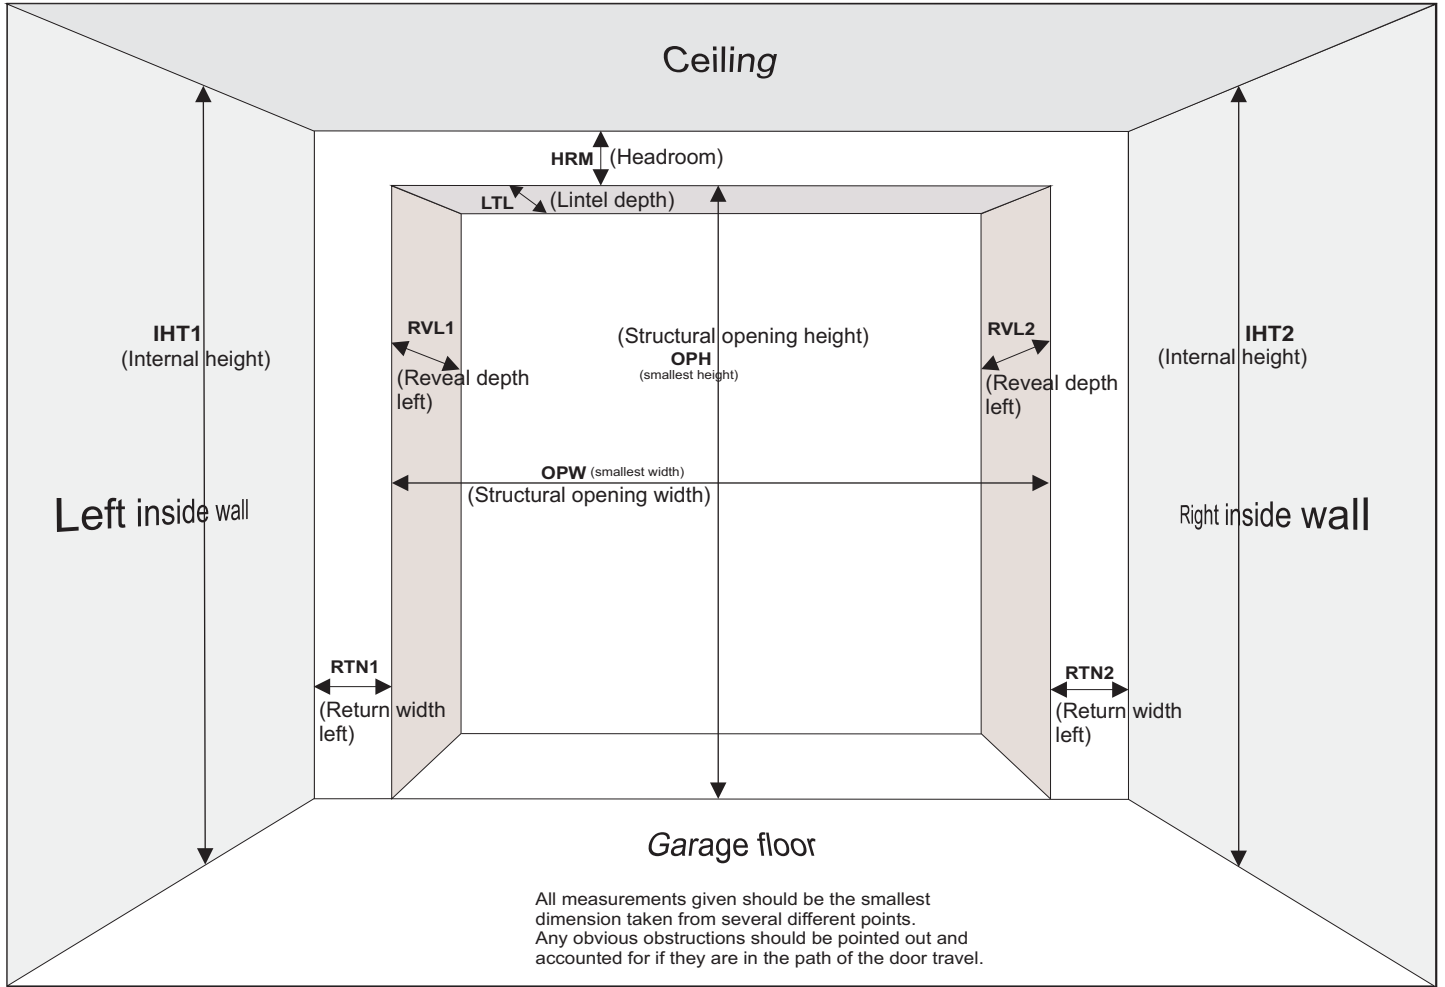 Ceiling
HRM (Headroom)
LTL (Lintel depth)
IHT1
(Internal height)
RVL1
(Reveal depth
left)
(Structural opening height)
OPH
(smallest height)
RVL2
(Reveal depth
left)
IHT2
(Internal height)
OPW (smallest width)
(Structural opening width)
Left inside wall
Right inside wall
RTN1
(Return width
left)
RTN2
(Return width
left)
Garage floor
All measurements given should be the smallest
dimension taken from several different points.
Any obvious obstructions should be pointed out and
accounted for if they are in the path of the door travel.